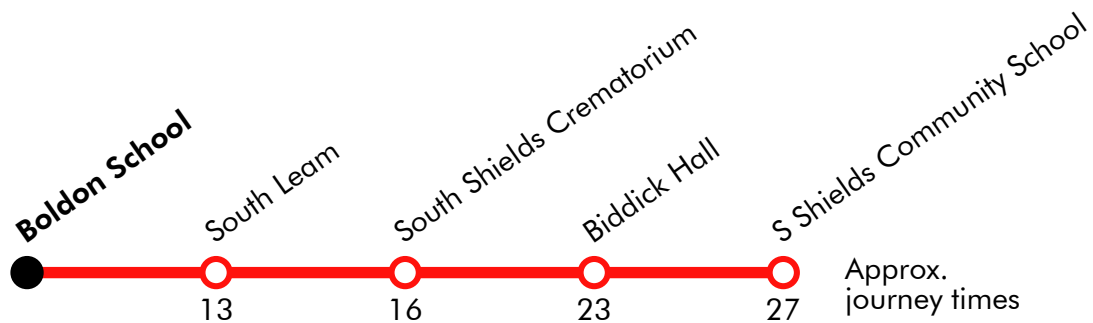 Boldon School
South Leam
South Shields Crematorium
Biddick Hall
S Shields Community School
13
16
23
27
Approx.
journey times